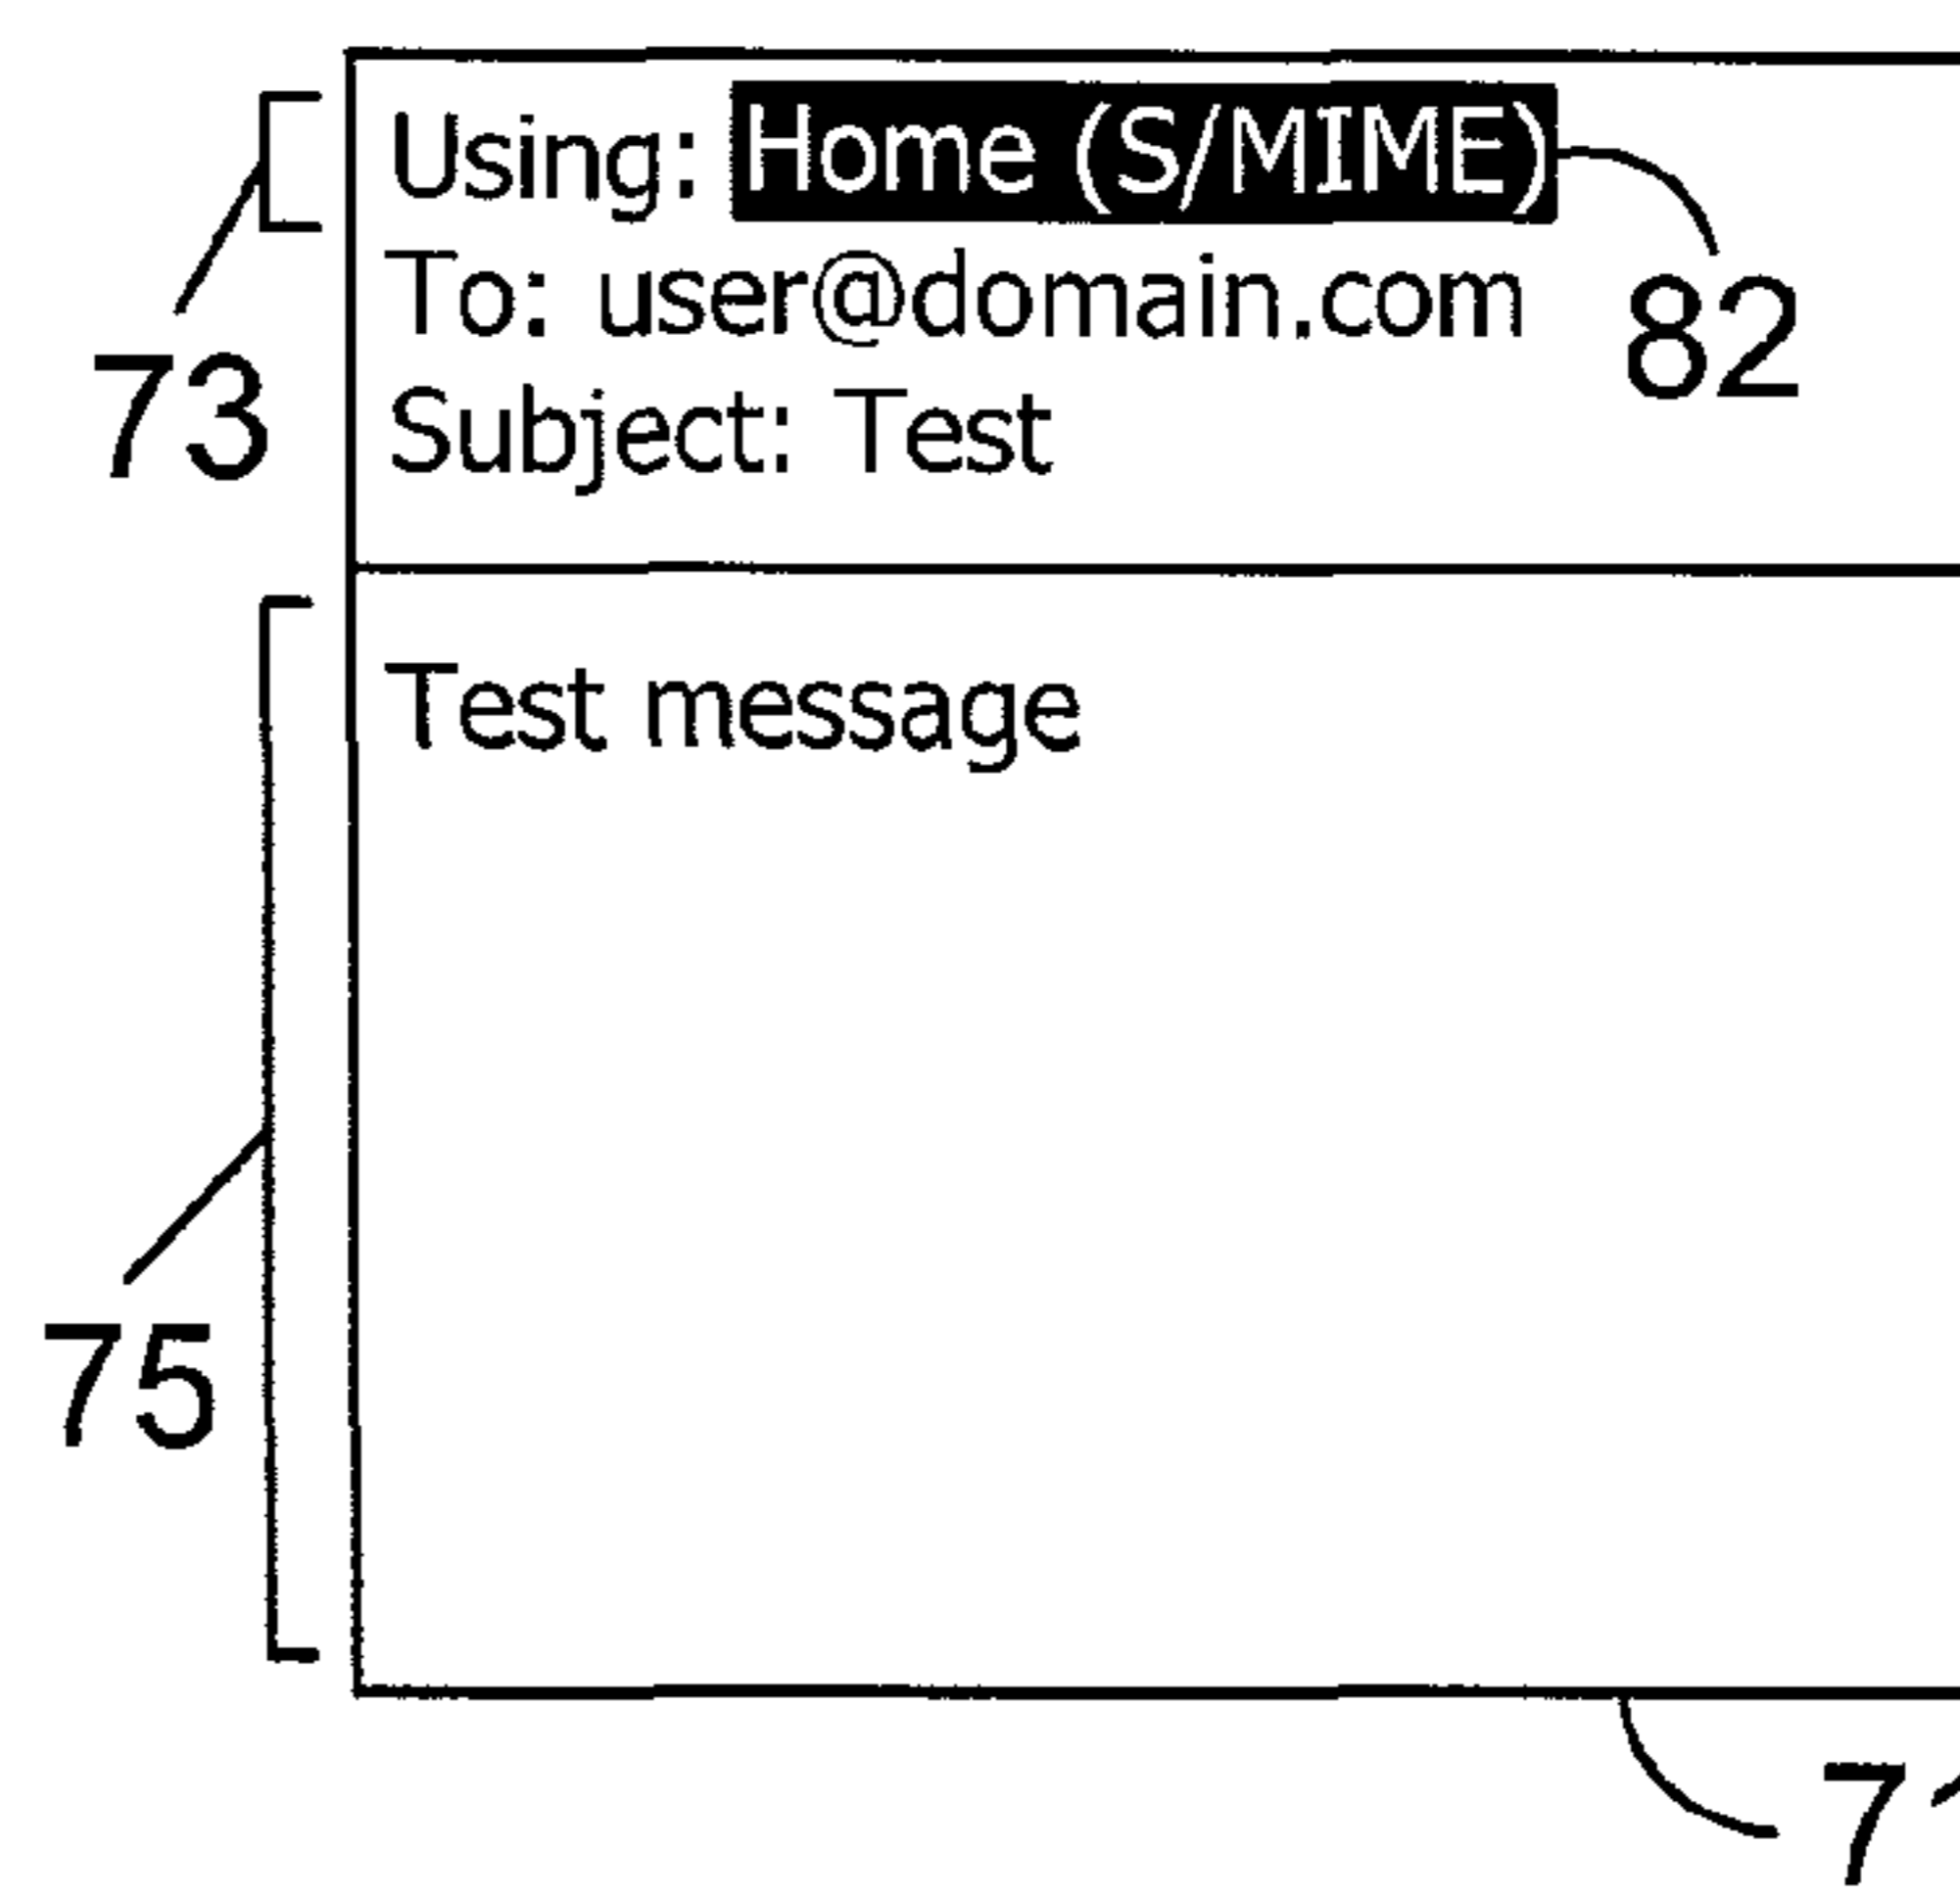 Using: Home (S/MIME)
To: user@domain.com
82
73
Subject: Test
Test message
75